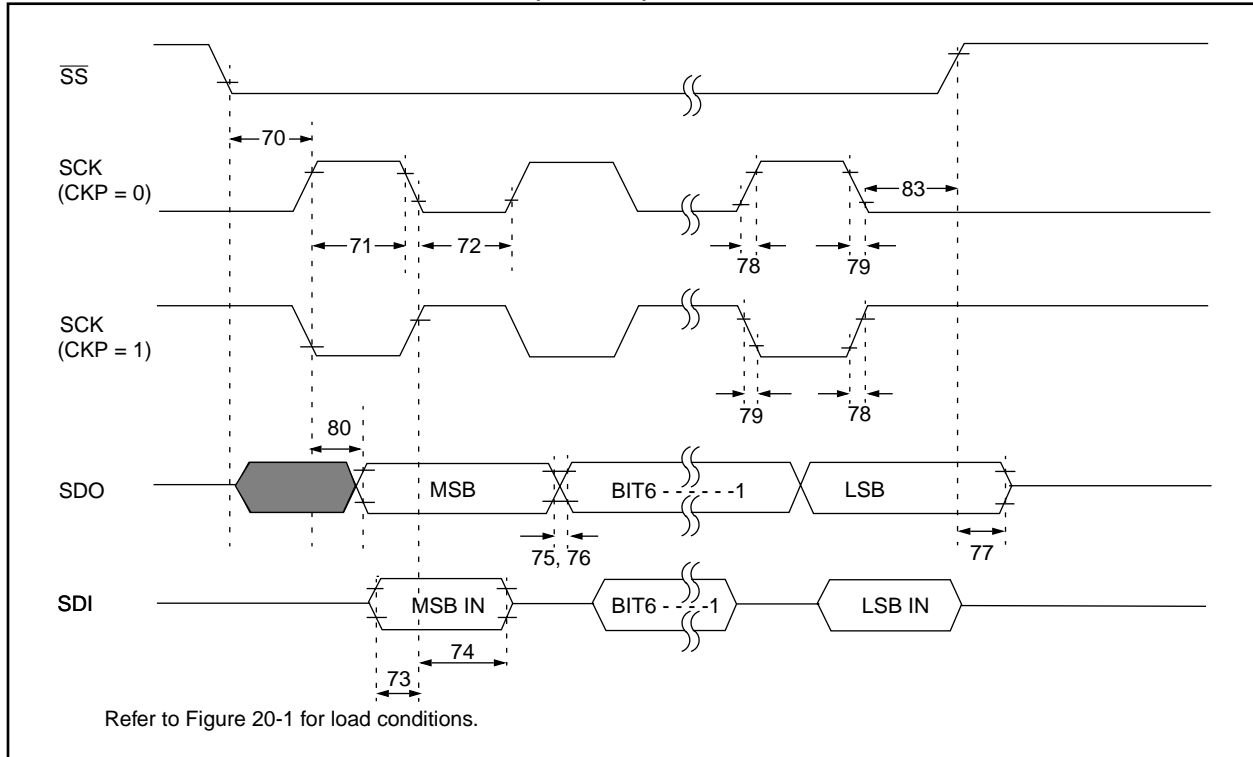 SS
70
SCK
(CKP = 0)
83
71
72
78
79
SCK
(CKP = 1)
79
78
80
SDO
MSB
BIT6 - - - - - - -1
LSB
75, 76
77
SDI
MSB IN
BIT6 - - - - -1
LSB IN
74
73
Refer to Figure 20-1 for load conditions.